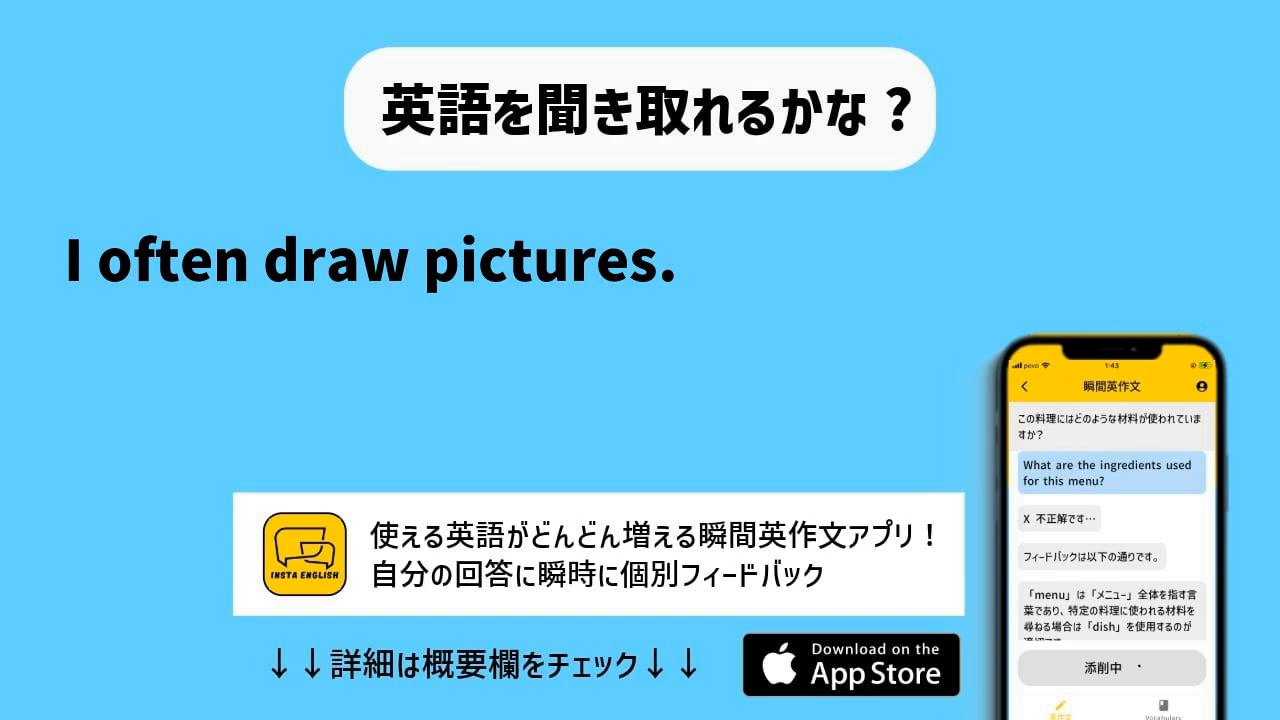 英語を聞き取れるかな？
I often draw pictures.
povo
1:43
瞬間英作文
この料理にはどのような材料が使われていま
すか？
What are the ingredients used
for this menu?
X 不正解です…
フィードバックは以下の通りです。
「menu」は「メニュー」全体を指す言
葉であり、特定の料理に使われる材料を
尋ねる場合は「dish」を使用するのが
添削中
英作文
Vocabulary
INSTA ENGLISH
使える英語がどんどん増える瞬間英作文アプリ！
自分の回答に瞬時に個別フィードバック
↓↓詳細は概要欄をチェック↓↓
Download on the
App Store